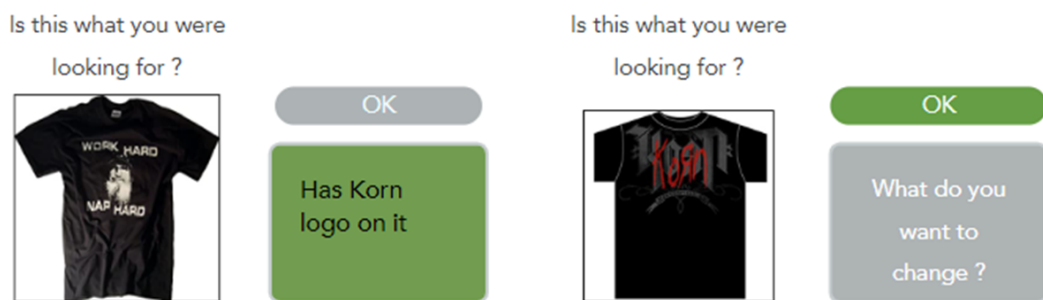 Is this what you were
looking for ?
OK
WORK HARD
NAP HARD
Has Korn
logo on it
Is this what you were
looking for ?
OK
Korn
What do you
want to
change ?